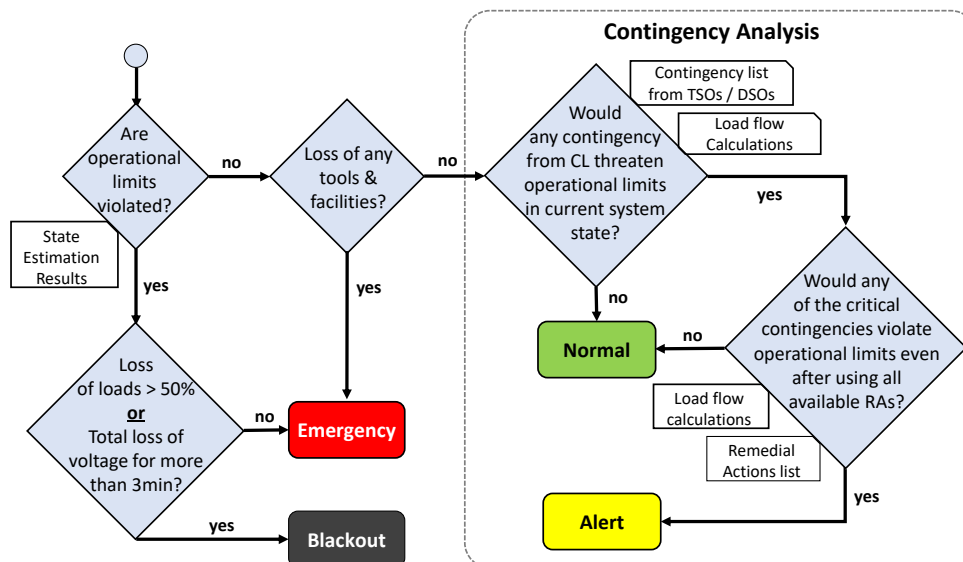 Contingency Analysis
Contingency list
from TSOs / DSOs
Load flow
Calculations
Are
operational
limits
violated?
no
Loss of any
tools &
facilities?
no
Would
any contingency
from CL threaten
operational limits
in current system
state?
yes
State
Estimation
Results
yes
yes
no
Would any
of the critical
contingencies violate
operational limits even
after using all
available RAs?
no
Normal
Load flow
calculations
Remedial
Actions list
yes
Loss
of loads > 50%
or
Total loss of
voltage for more
than 3min?
no
Emergency
yes
Blackout
Alert